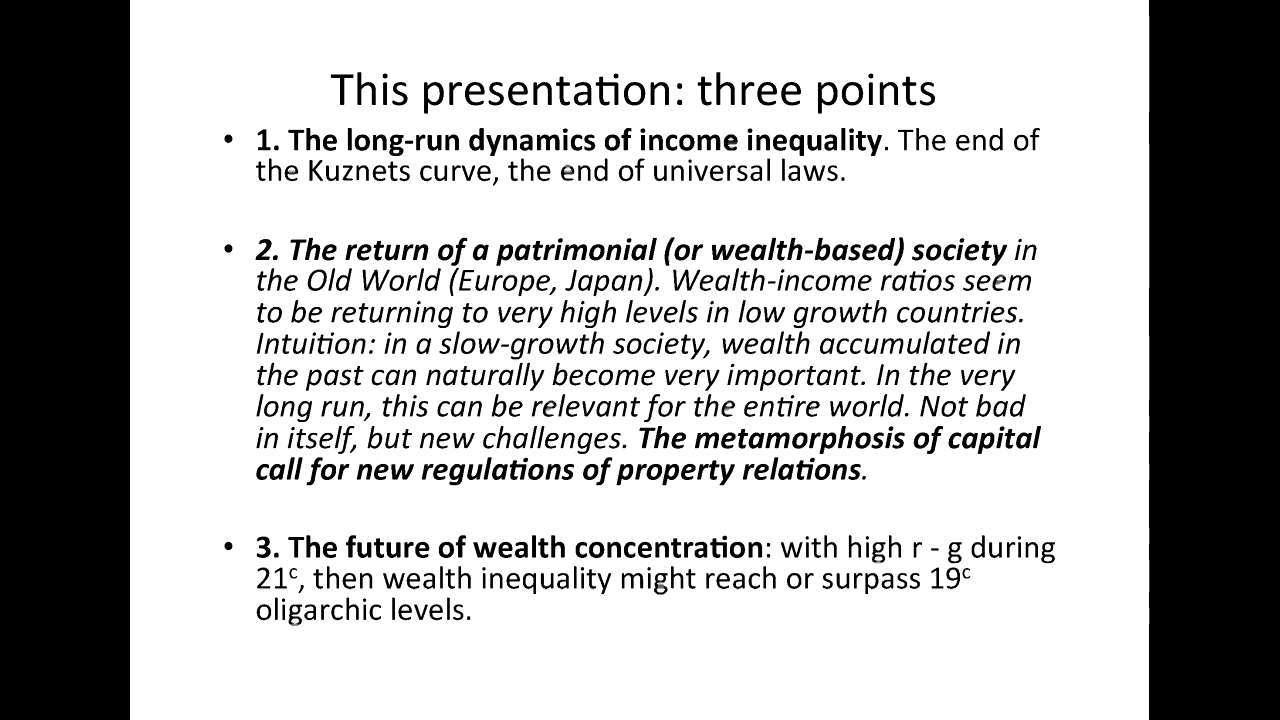 This presentation: three points
• 1. The long-run dynamics of income inequality. The end of
the Kuznets curve, the end of universal laws.
• 2. The return of a patrimonial (or wealth-based) society in
the Old World (Europe, Japan). Wealth-income ratios seem
to be returning to very high levels in low growth countries.
Intuition: in a slow-growth society, wealth accumulated in
the past can naturally become very important. In the very
long run, this can be relevant for the entire world. Not bad
in itself, but new challenges. The metamorphosis of capital
call for new regulations of property relations.
• 3. The future of wealth concentration: with high r - g during
21ᶜ, then wealth inequality might reach or surpass 19ᶜ
oligarchic levels.